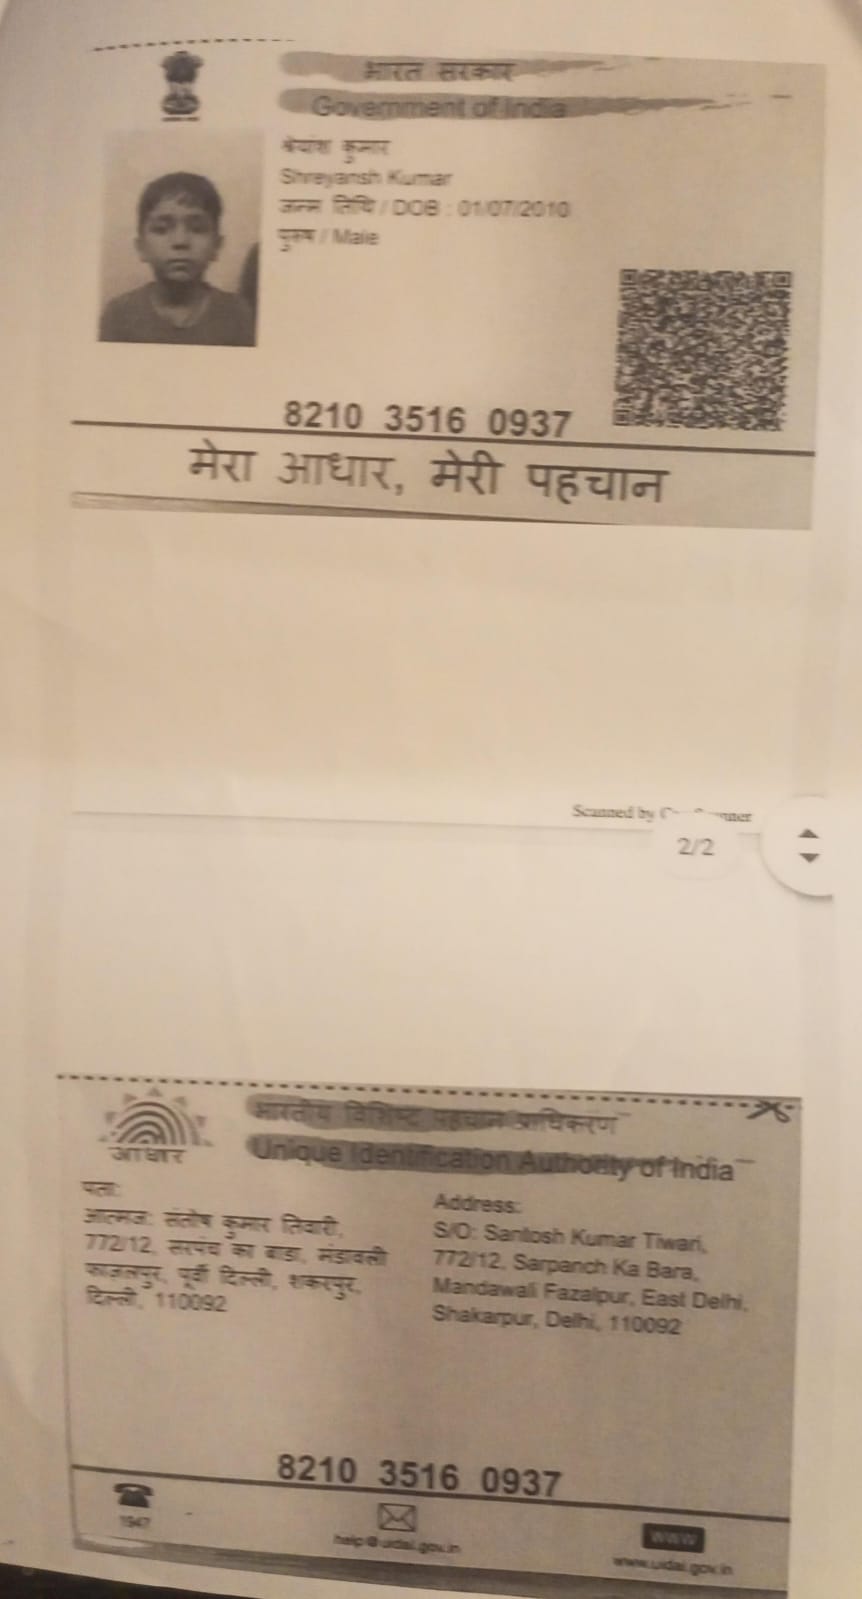 भारत सरकार
Government of India
श्रेयांश कुमार
Shreyansh Kumar
जन्म तिथि / DOB : 01/07/2010
पुरुष / Male
8210 3516 0937
मेरा आधार, मेरी पहचान
Scanned by
2/2
भारतीय विशिष्ट पहचान प्राधिकरण
Unique Identification Authority of India
आधार
पता:
आत्मज: संतोष कुमार तिवारी,
772/12, सरपंच का बाडा, मंडावली
फाजलपुर, पूर्वी दिल्ली, शकरपुर,
दिल्ली, 110092
Address:
S/O: Santosh Kumar Tiwari,
772/12, Sarpanch Ka Bara,
Mandawali Fazalpur, East Delhi,
Shakarpur, Delhi, 110092
8210 3516 0937
1947
help@uidai.gov.in
www
www.uidai.gov.in